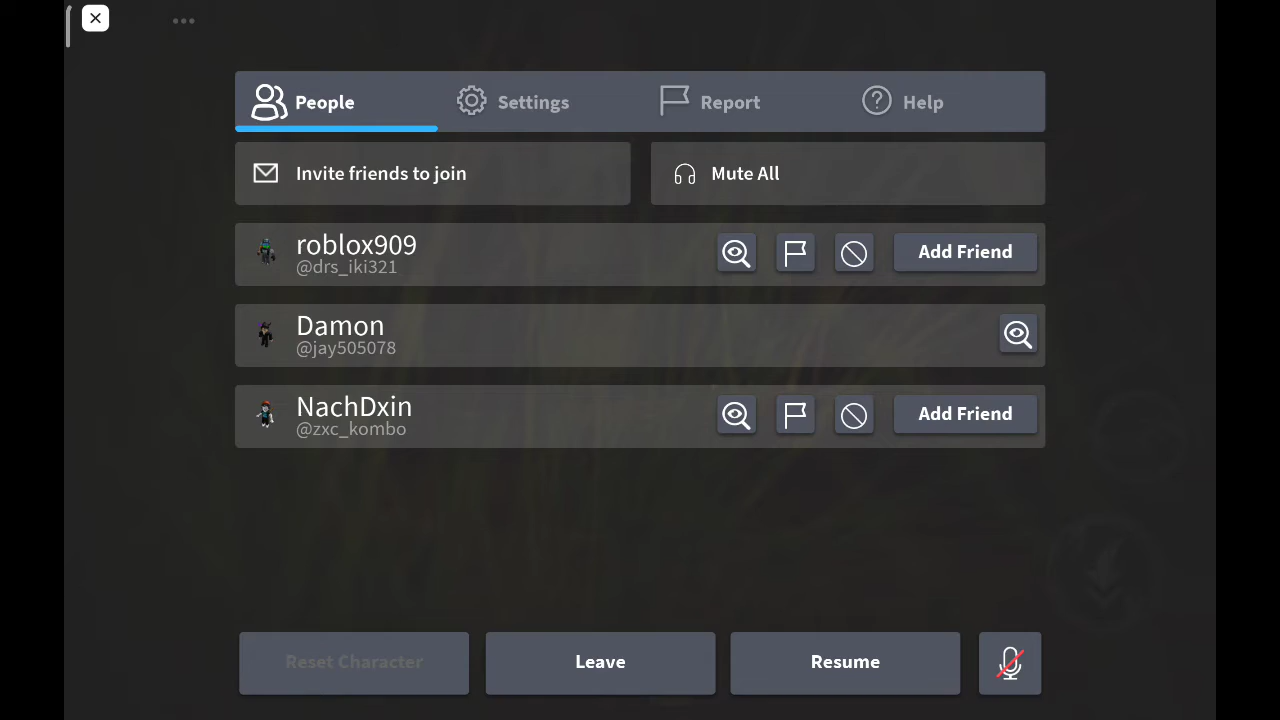 People
Settings
Report
Help
Invite friends to join
Mute All
roblox909
@drs_iki321
Add Friend
Damon
@jay505078
NachDxin
@zxc_kombo
Add Friend
Reset Character
Leave
Resume